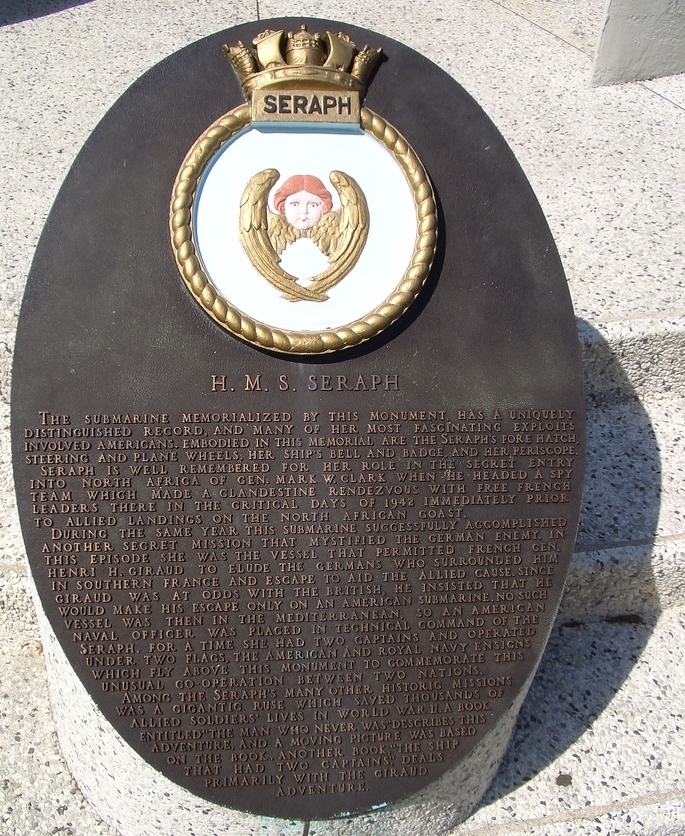 SERAPH
H. M. S. SERAPH
THE SUBMARINE MEMORIALIZED BY THIS MONUMENT, HAS A UNIQUELY
DISTINGUISHED RECORD, AND MANY OF HER MOST FASCINATING EXPLOITS
INVOLVED AMERICANS. EMBODIED IN THIS MEMORIAL ARE THE SERAPH'S FORE HATCH,
STEERING AND PLANE WHEELS, HER SHIP'S BELL AND BADGE, AND HER PERISCOPE.
SERAPH IS WELL REMEMBERED FOR HER ROLE IN THE SECRET ENTRY
INTO NORTH AFRICA OF GEN. MARK W. CLARK WHEN HE HEADED A SPY
TEAM WHICH MADE A CLANDESTINE RENDEZVOUS WITH FREE FRENCH
LEADERS THERE IN THE CRITICAL DAYS OF 1942 IMMEDIATELY PRIOR
TO ALLIED LANDINGS ON THE NORTH AFRICAN COAST.
DURING THE SAME YEAR THIS SUBMARINE SUCCESSFULLY ACCOMPLISHED
ANOTHER SECRET MISSION THAT MYSTIFIED THE GERMAN ENEMY. IN
THIS EPISODE SHE WAS THE VESSEL THAT PERMITTED FRENCH GEN.
HENRI H. GIRAUD TO ELUDE THE GERMANS WHO SURROUNDED HIM
IN SOUTHERN FRANCE AND ESCAPE TO AID THE ALLIED CAUSE. SINCE
GIRAUD WAS AT ODDS WITH THE BRITISH, HE INSISTED THAT HE
WOULD MAKE HIS ESCAPE ONLY ON AN AMERICAN SUBMARINE. NO SUCH
VESSEL WAS THEN IN THE MEDITERRANEAN, SO AN AMERICAN
NAVAL OFFICER WAS PLACED IN TECHNICAL COMMAND OF THE
SERAPH. FOR A TIME SHE HAD TWO CAPTAINS AND OPERATED
UNDER TWO FLAGS, THE AMERICAN AND ROYAL NAVY ENSIGNS
WHICH FLY ABOVE THIS MONUMENT TO COMMEMORATE THIS
UNUSUAL CO-OPERATION BETWEEN TWO NATIONS.
AMONG THE SERAPH'S MANY OTHER HISTORIC MISSIONS
WAS A GIGANTIC RUSE WHICH SAVED THOUSANDS OF
ALLIED SOLDIERS' LIVES IN WORLD WAR II. A BOOK
ENTITLED "THE MAN WHO NEVER WAS" DESCRIBES THIS
ADVENTURE, AND A MOVING PICTURE WAS BASED
ON THE BOOK. ANOTHER BOOK, "THE SHIP
THAT HAD TWO CAPTAINS," DEALS
PRIMARILY WITH THE GIRAUD
ADVENTURE.